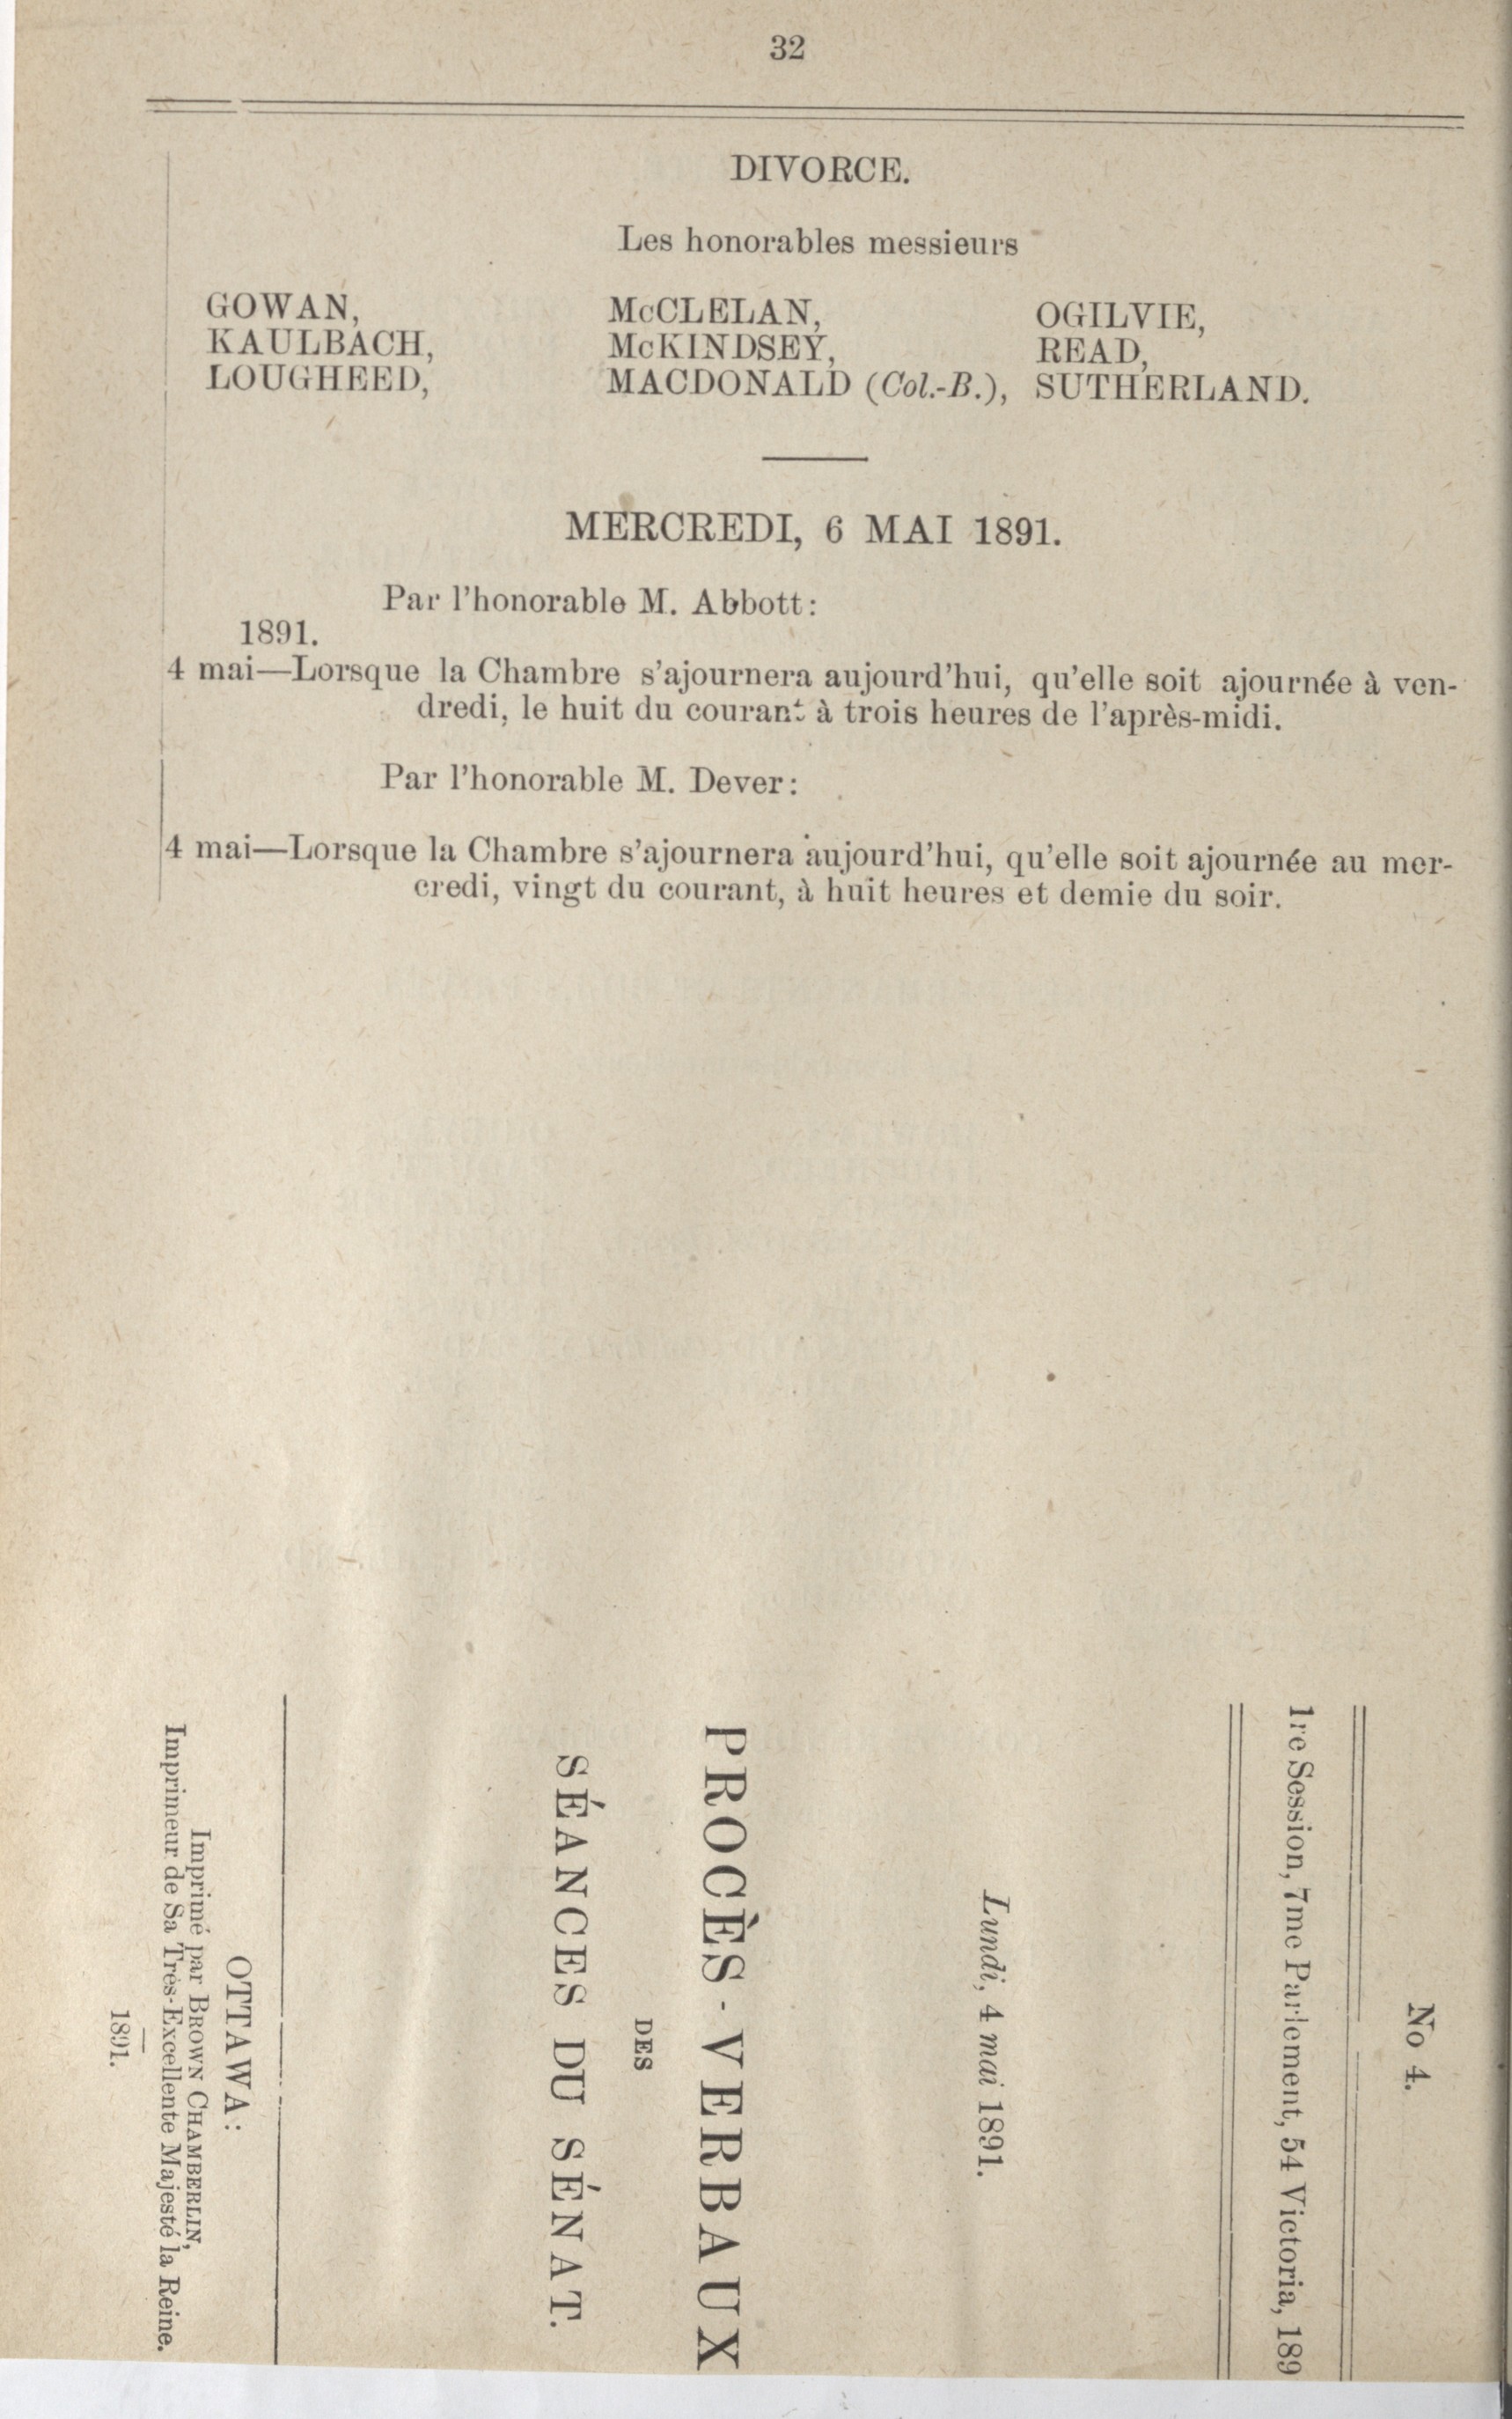 32
DIVORCE.
Les honorables messieurs
GOWAN, McCLELAN, OGILVIE,
KAULBACH, McKINDSEY, READ,
LOUGHEED, MACDONALD (Col.-B.), SUTHERLAND.
MERCREDI, 6 MAI 1891.
Par l'honorable M. Abbott:
1891.
4 mai—Lorsque la Chambre s'ajournera aujourd'hui, qu'elle soit ajournée à ven-
dredi, le huit du courant à trois heures de l'après-midi.
Par l'honorable M. Dever:
4 mai—Lorsque la Chambre s'ajournera aujourd'hui, qu'elle soit ajournée au mer-
credi, vingt du courant, à huit heures et demie du soir.
No 4.
1re Session, 7me Parlement, 54 Victoria, 189
Lundi, 4 mai 1891.
PROCÈS-VERBAUX
DES
SÉANCES DU SÉNAT.
OTTAWA:
Imprimé par BROWN CHAMBERLIN,
Imprimeur de Sa Très-Excellente Majesté la Reine.
1891.